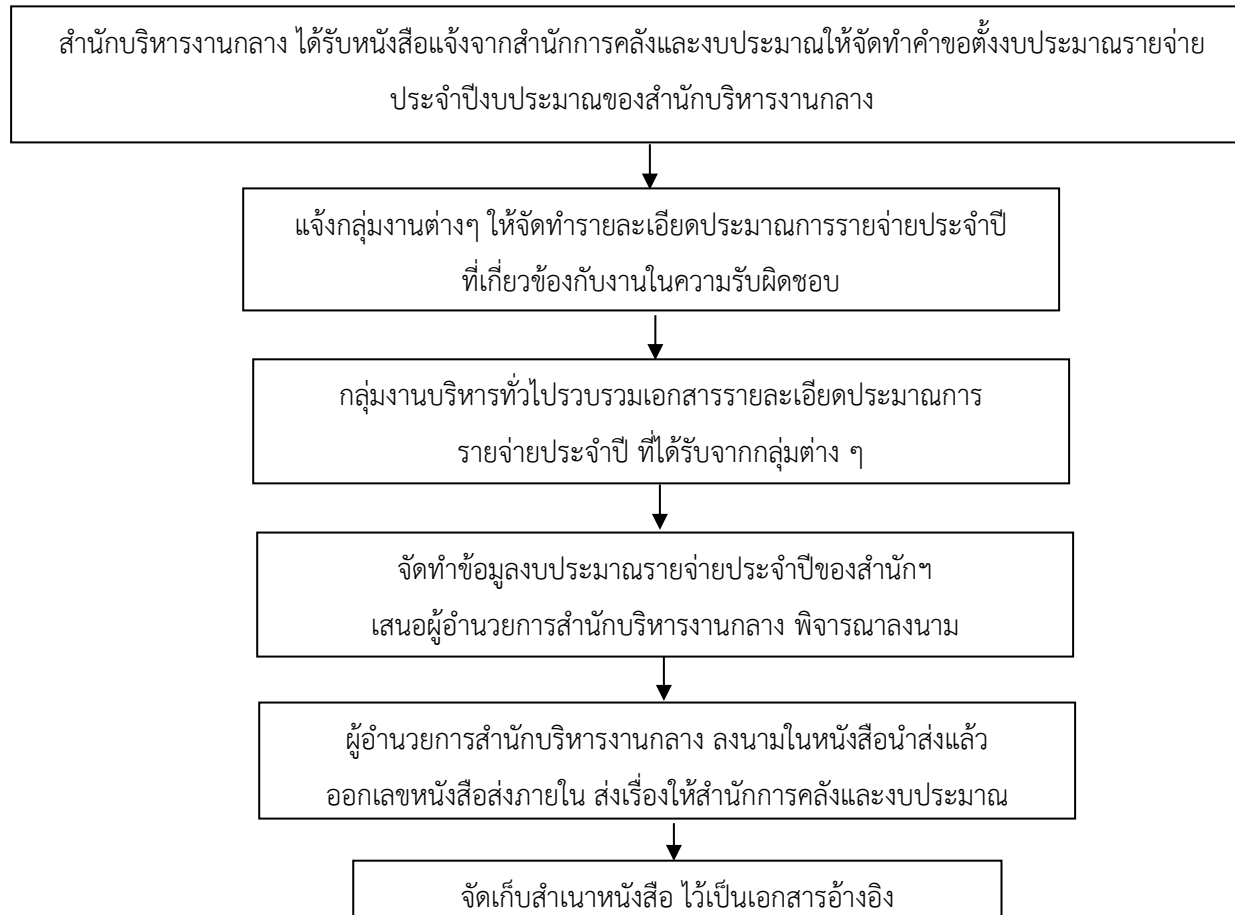 สำนักบริหารงานกลาง ได้รับหนังสือแจ้งจากสำนักการคลังและงบประมาณให้จัดทำคำขอตั้งงบประมาณรายจ่าย
ประจำปีงบประมาณของสำนักบริหารงานกลาง
แจ้งกลุ่มงานต่างๆ ให้จัดทำรายละเอียดประมาณการรายจ่ายประจำปี
ที่เกี่ยวข้องกับงานในความรับผิดชอบ
กลุ่มงานบริหารทั่วไปรวบรวมเอกสารรายละเอียดประมาณการ
รายจ่ายประจำปี ที่ได้รับจากกลุ่มต่าง ๆ
จัดทำข้อมูลงบประมาณรายจ่ายประจำปีของสำนักฯ
เสนอผู้อำนวยการสำนักบริหารงานกลาง พิจารณาลงนาม
ผู้อำนวยการสำนักบริหารงานกลาง ลงนามในหนังสือนำส่งแล้ว
ออกเลขหนังสือส่งภายใน ส่งเรื่องให้สำนักการคลังและงบประมาณ
จัดเก็บสำเนาหนังสือ ไว้เป็นเอกสารอ้างอิง